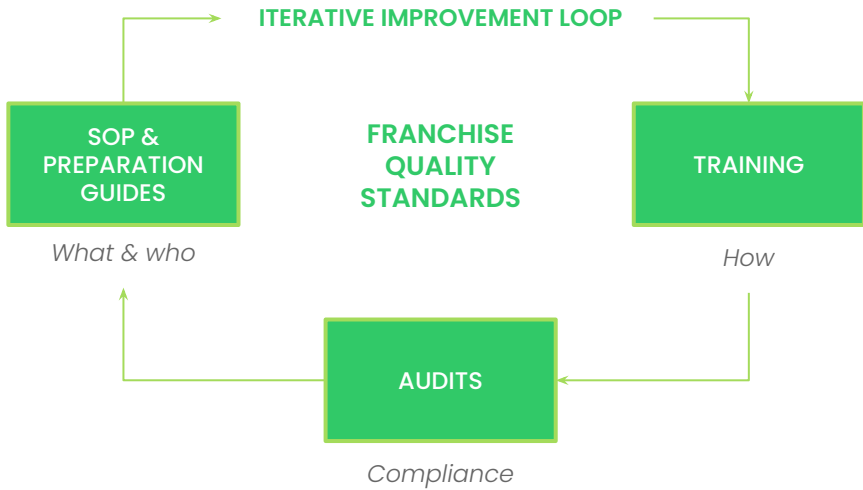 ITERATIVE IMPROVEMENT LOOP
FRANCHISE
QUALITY
STANDARDS
SOP &
PREPARATION
GUIDES
What & who
TRAINING
How
AUDITS
Compliance